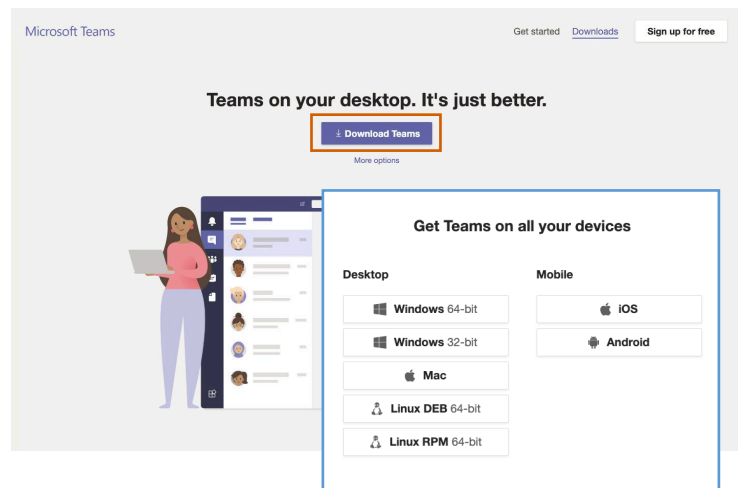 Microsoft Teams
Get started Downloads Sign up for free
Teams on your desktop. It's just better.
Download Teams
More options
Get Teams on all your devices
Desktop
Mobile
Windows 64-bit
iOS
Windows 32-bit
Android
Mac
Linux DEB 64-bit
Linux RPM 64-bit